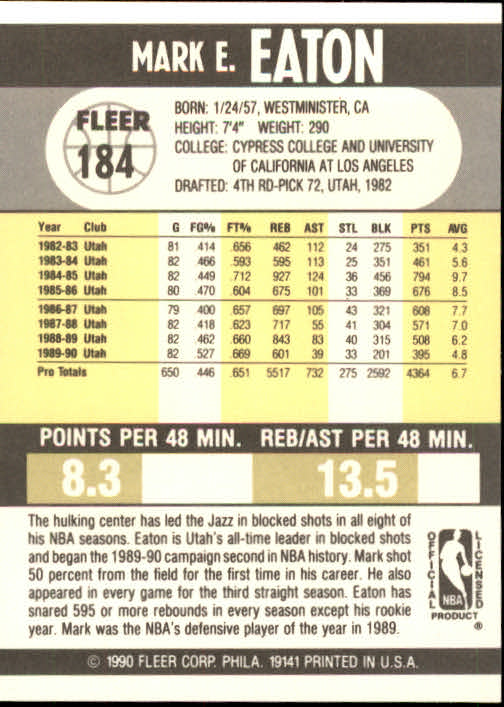 MARK E. EATON
FLEER
184
BORN: 1/24/57, WESTMINISTER, CA
HEIGHT: 7'4" WEIGHT: 290
COLLEGE: CYPRESS COLLEGE AND UNIVERSITY
OF CALIFORNIA AT LOS ANGELES
DRAFTED: 4TH RD-PICK 72, UTAH, 1982
Year Club G FG% FT% REB AST STL BLK PTS AVG
1982-83 Utah 81 .414 .656 462 112 24 275 351 4.3
1983-84 Utah 82 .466 .593 595 113 25 351 461 5.6
1984-85 Utah 82 .449 .712 927 124 36 456 794 9.7
1985-86 Utah 80 .470 .604 675 101 33 369 676 8.5
1986-87 Utah 79 .400 .657 697 105 43 321 608 7.7
1987-88 Utah 82 .418 .623 717 55 41 304 571 7.0
1988-89 Utah 82 .462 .660 843 83 40 315 508 6.2
1989-90 Utah 82 .527 .669 601 39 33 201 395 4.8
Pro Totals 650 .446 .651 5517 732 275 2592 4364 6.7
POINTS PER 48 MIN. REB/AST PER 48 MIN.
8.3 13.5
The hulking center has led the Jazz in blocked shots in all eight of
his NBA seasons. Eaton is Utah's all-time leader in blocked shots
and began the 1989-90 campaign second in NBA history. Mark shot
50 percent from the field for the first time in his career. He also
appeared in every game for the third straight season. Eaton has
snared 595 or more rebounds in every season except his rookie
year. Mark was the NBA's defensive player of the year in 1989.
OFFICIAL
LICENSED
NBA
PRODUCT
®
© 1990 FLEER CORP. PHILA. 19141 PRINTED IN U.S.A.